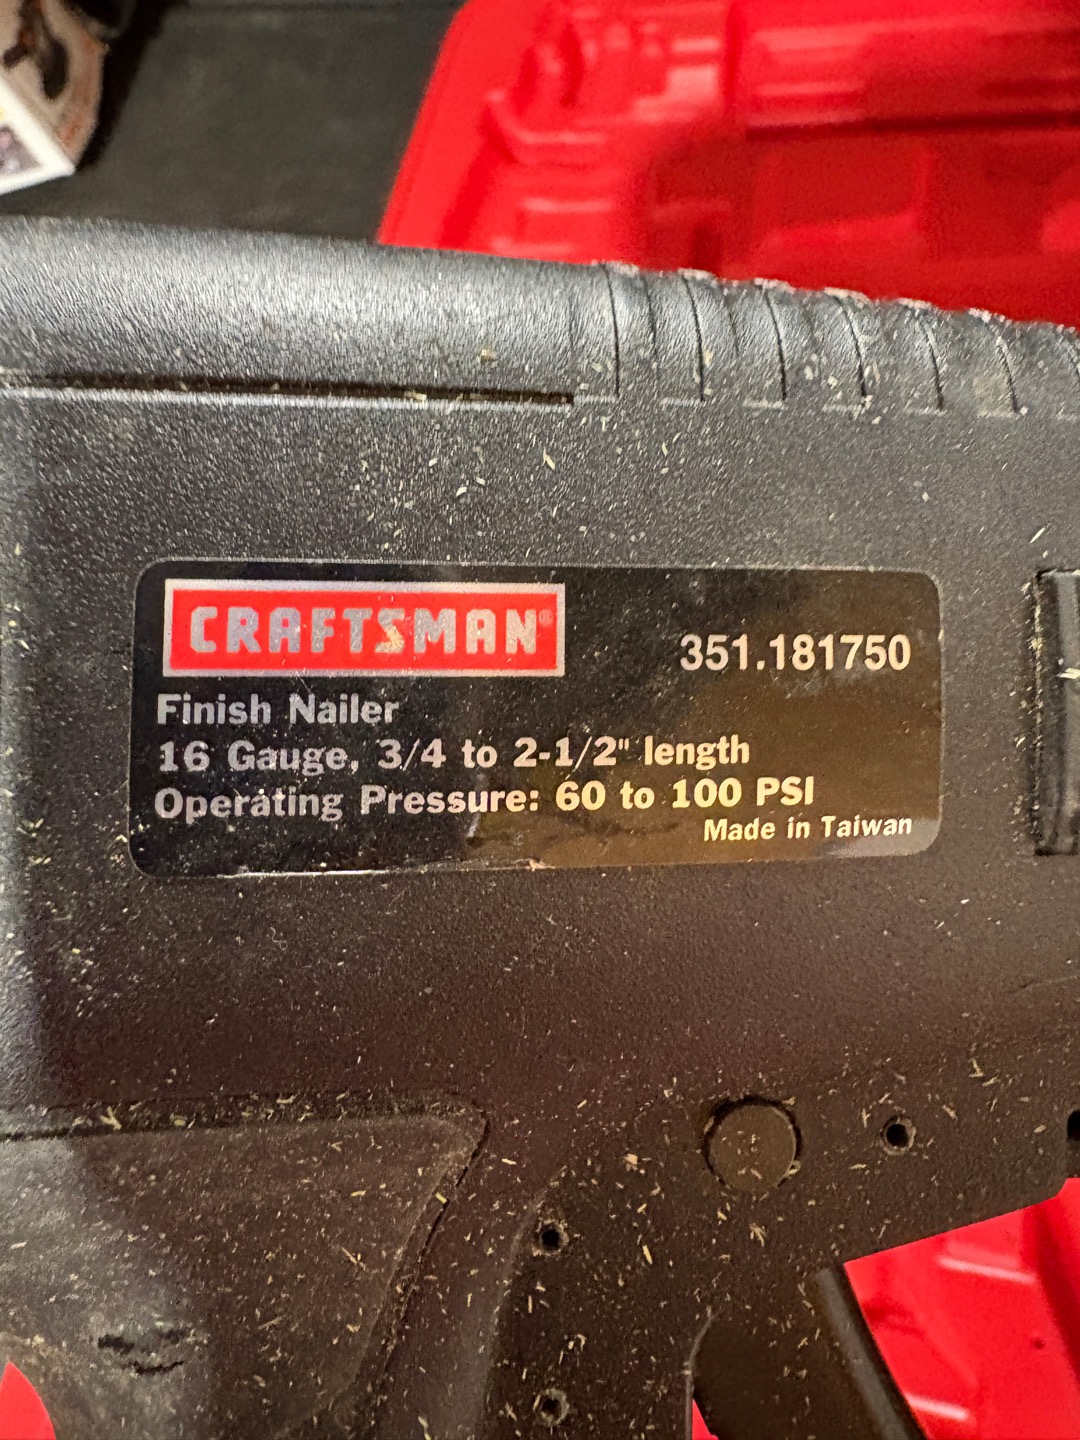 CRAFTSMAN®
351.181750
Finish Nailer
16 Gauge, 3/4 to 2-1/2" length
Operating Pressure: 60 to 100 PSI
Made in Taiwan